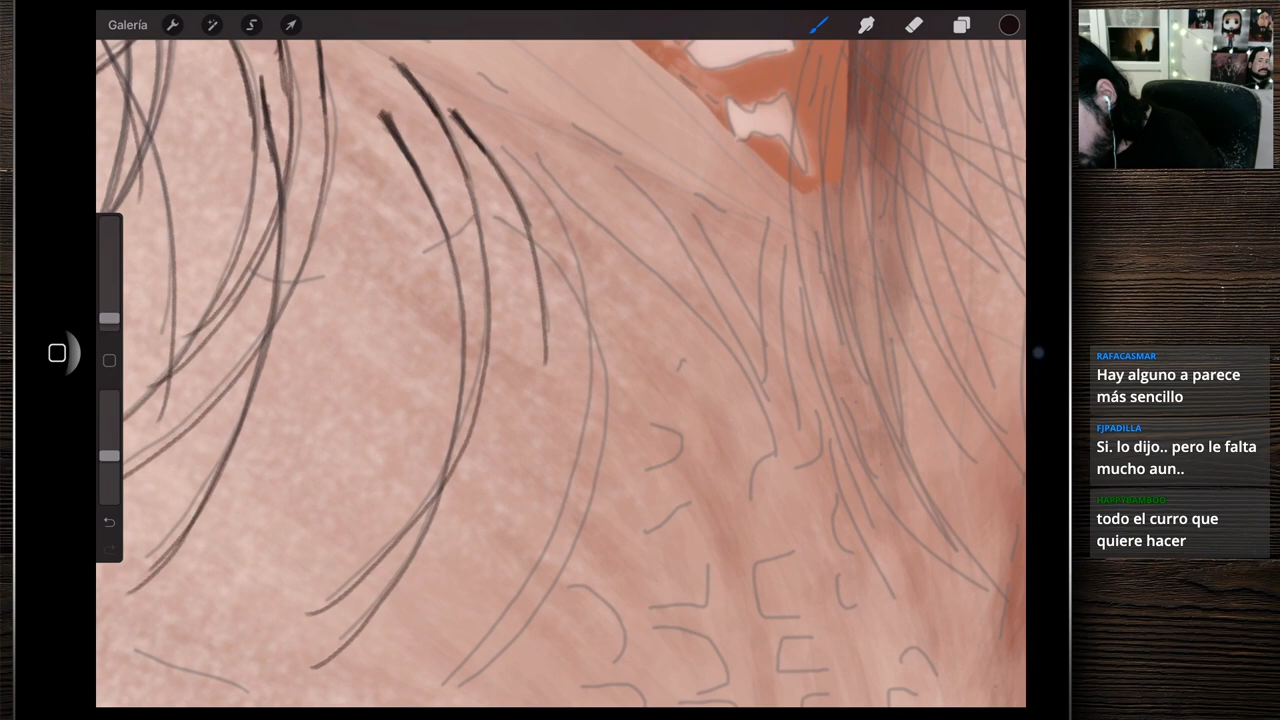 Galería
RAFACASMAR
Hay alguno a parece
más sencillo
FJPADILLA
Si. lo dijo.. pero le falta
mucho aun..
HAPPYBAMBOO
todo el curro que
quiere hacer